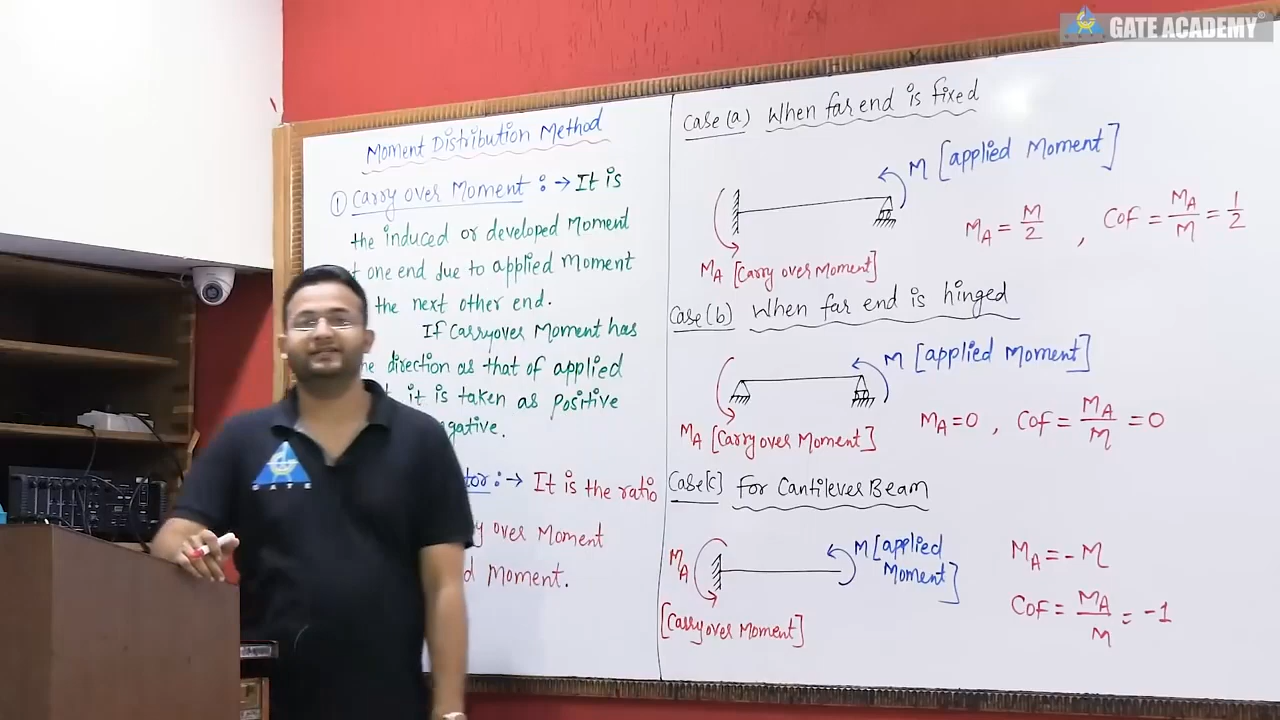 GATE ACADEMY
Moment Distribution Method
① Carry over Moment :→ It is
the induced or developed Moment
one end due to applied moment
the next other end.
If Carryover Moment has
direction as that of applied
it is taken as positive
:→ It is the ratio
over Moment
Moment.
Case(a) When far end is fixed
M [applied Moment]
M_A = M/2 , Cof = M_A/M = 1/2
M_A [Carry over Moment]
Case(b) When far end is hinged
M [applied Moment]
M_A=0 , Cof = M_A/M = 0
M_A [Carry over Moment]
Case[c] For Cantilever Beam
M_A
M [applied
Moment]
M_A = -M
Cof = M_A/M = -1
[Carry over Moment]
GATE